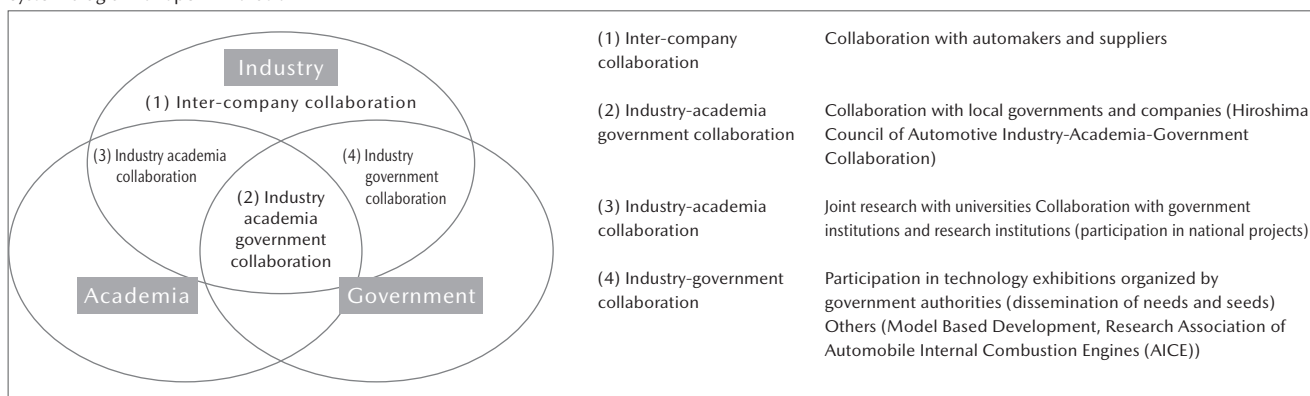 Industry
(1) Inter-company collaboration
(3) Industry academia
collaboration
(4) Industry
government
collaboration
(2) Industry
academia
government
collaboration
Academia
Government
(1) Inter-company
collaboration
Collaboration with automakers and suppliers
(2) Industry-academia
government collaboration
Collaboration with local governments and companies (Hiroshima
Council of Automotive Industry-Academia-Government
Collaboration)
(3) Industry-academia
collaboration
Joint research with universities Collaboration with government
institutions and research institutions (participation in national projects)
(4) Industry-government
collaboration
Participation in technology exhibitions organized by
government authorities (dissemination of needs and seeds)
Others (Model Based Development, Research Association of
Automobile Internal Combustion Engines (AICE))